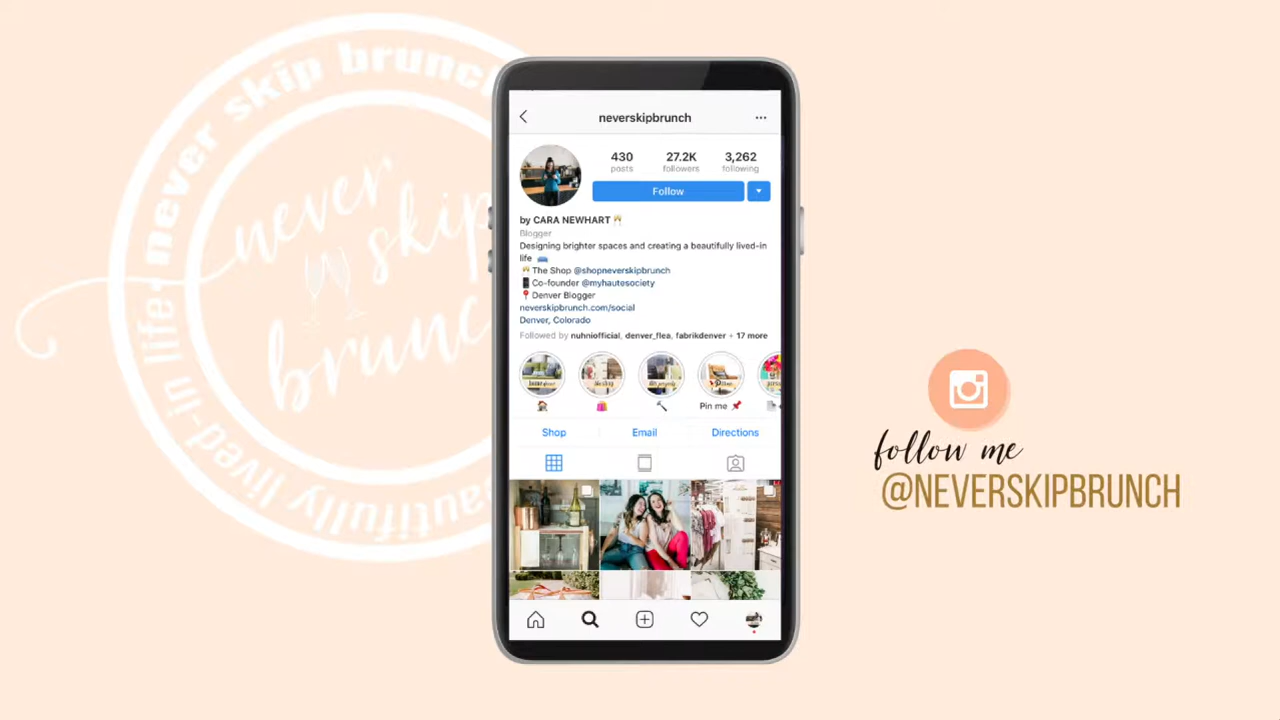 never skip brunch
beautifully lived-in life
never
skip
brunch
neverskipbrunch
430
27.2K
3,262
posts
followers
following
Follow
by CARA NEWHART 🥂
Blogger
Designing brighter spaces and creating a beautifully lived-in
life 🛋️
🥂 The Shop @shopneverskipbrunch
📱 Co-founder @myhautesociety
📍 Denver Blogger
neverskipbrunch.com/social
Denver, Colorado
Followed by nuhniofficial, denver_flea, fabrikdenver + 17 more
Pin me 📌
Shop
Email
Directions
follow me
@NEVERSKIPBRUNCH